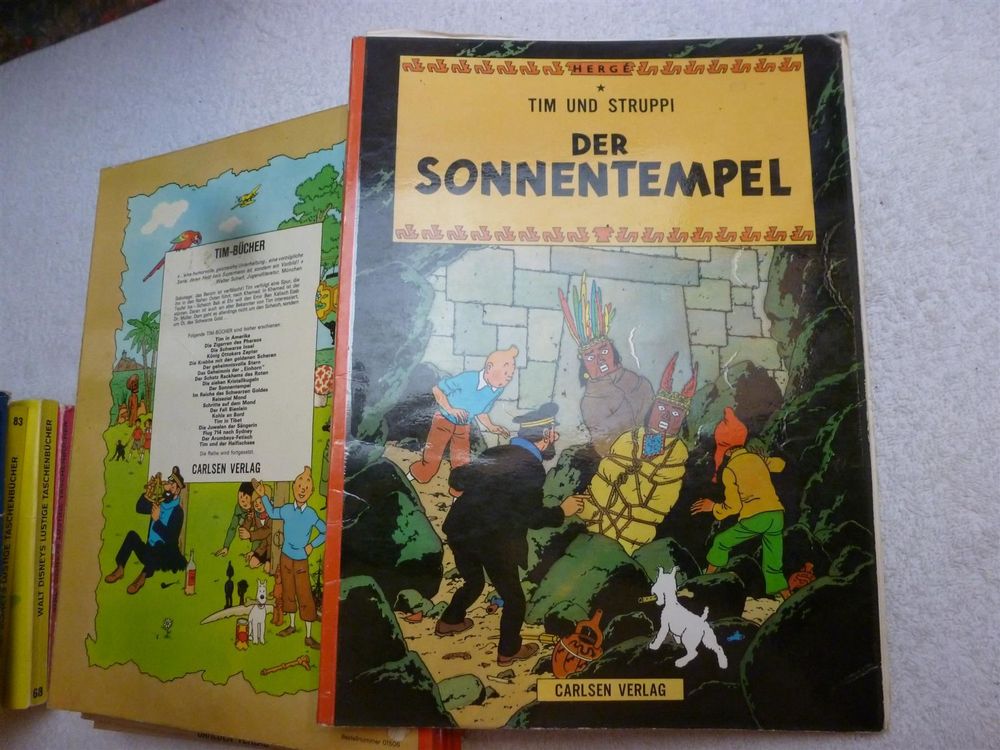 HERGÉ
TIM UND STRUPPI
DER
SONNENTEMPEL
CARLSEN VERLAG
TIM-BÜCHER
Folgende TIM-BÜCHER sind bisher erschienen:
Tim in Amerika
Die Zigarren des Pharaos
Die Schwarze Insel
König Ottokars Zepter
Die Krabbe mit den goldenen Scheren
Der geheimnisvolle Stern
Das Geheimnis der „Einhorn"
Der Schatz Rackhams des Roten
Die sieben Kristallkugeln
Der Sonnentempel
Im Reiche des Schwarzen Goldes
Reiseziel Mond
Schritte auf dem Mond
Der Fall Bienlein
Kohle an Bord
Tim in Tibet
Die Juwelen der Sängerin
Flug 714 nach Sydney
Der Arumbaya-Fetisch
Tim und der Haifischsee
Die Reihe wird fortgesetzt.
CARLSEN VERLAG
Bestellnummer 01506
83
WALT DISNEYS LUSTIGE TASCHENBÜCHER
68
LUSTIGE TASCHENBÜCHER